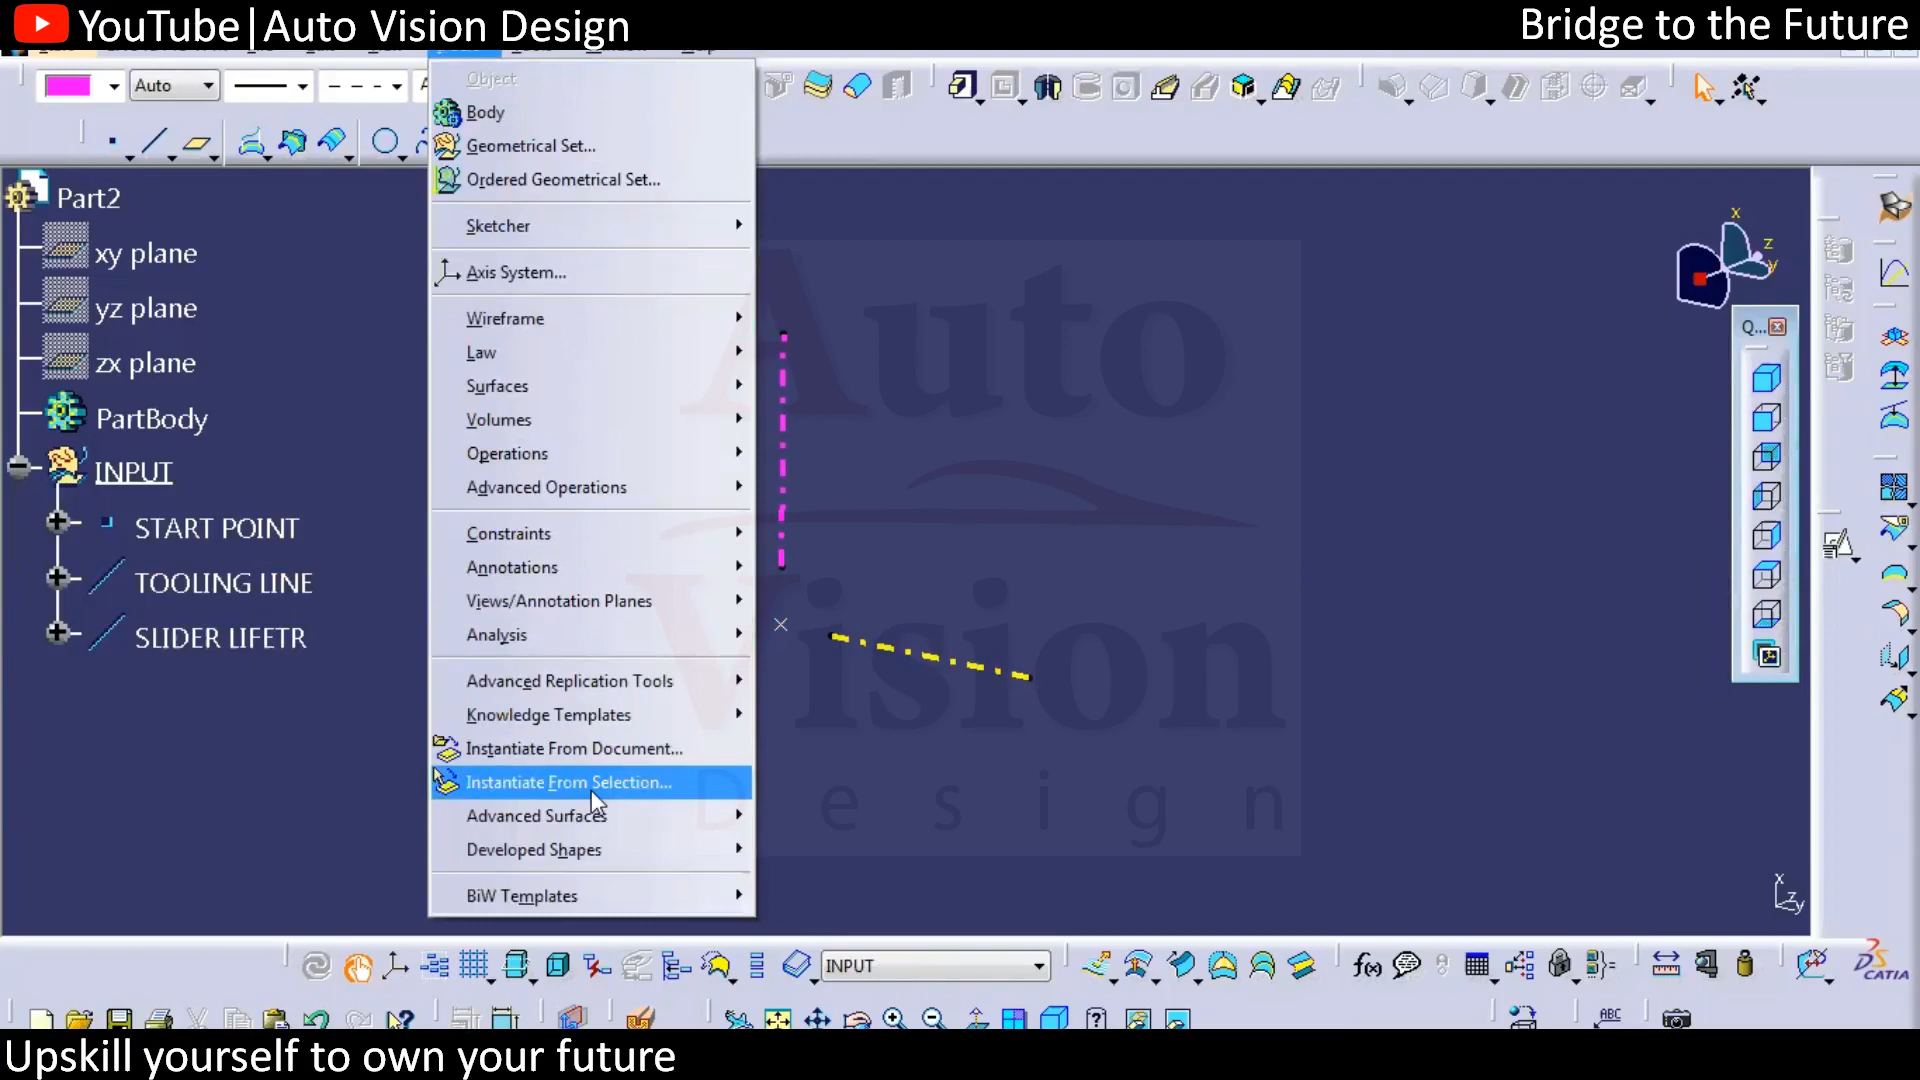 YouTube|Auto Vision Design
Bridge to the Future
Auto
Object
Body
Geometrical Set...
Ordered Geometrical Set...
Sketcher
Axis System...
Wireframe
Law
Surfaces
Volumes
Operations
Advanced Operations
Constraints
Annotations
Views/Annotation Planes
Analysis
Advanced Replication Tools
Knowledge Templates
Instantiate From Document...
Instantiate From Selection...
Advanced Surfaces
Developed Shapes
BiW Templates
Part2
xy plane
yz plane
zx plane
PartBody
INPUT
START POINT
TOOLING LINE
SLIDER LIFETR
Auto
Vision
Design
x
z
y
Q...
x
z
y
INPUT
f(x)
CATIA
ABC
Upskill yourself to own your future